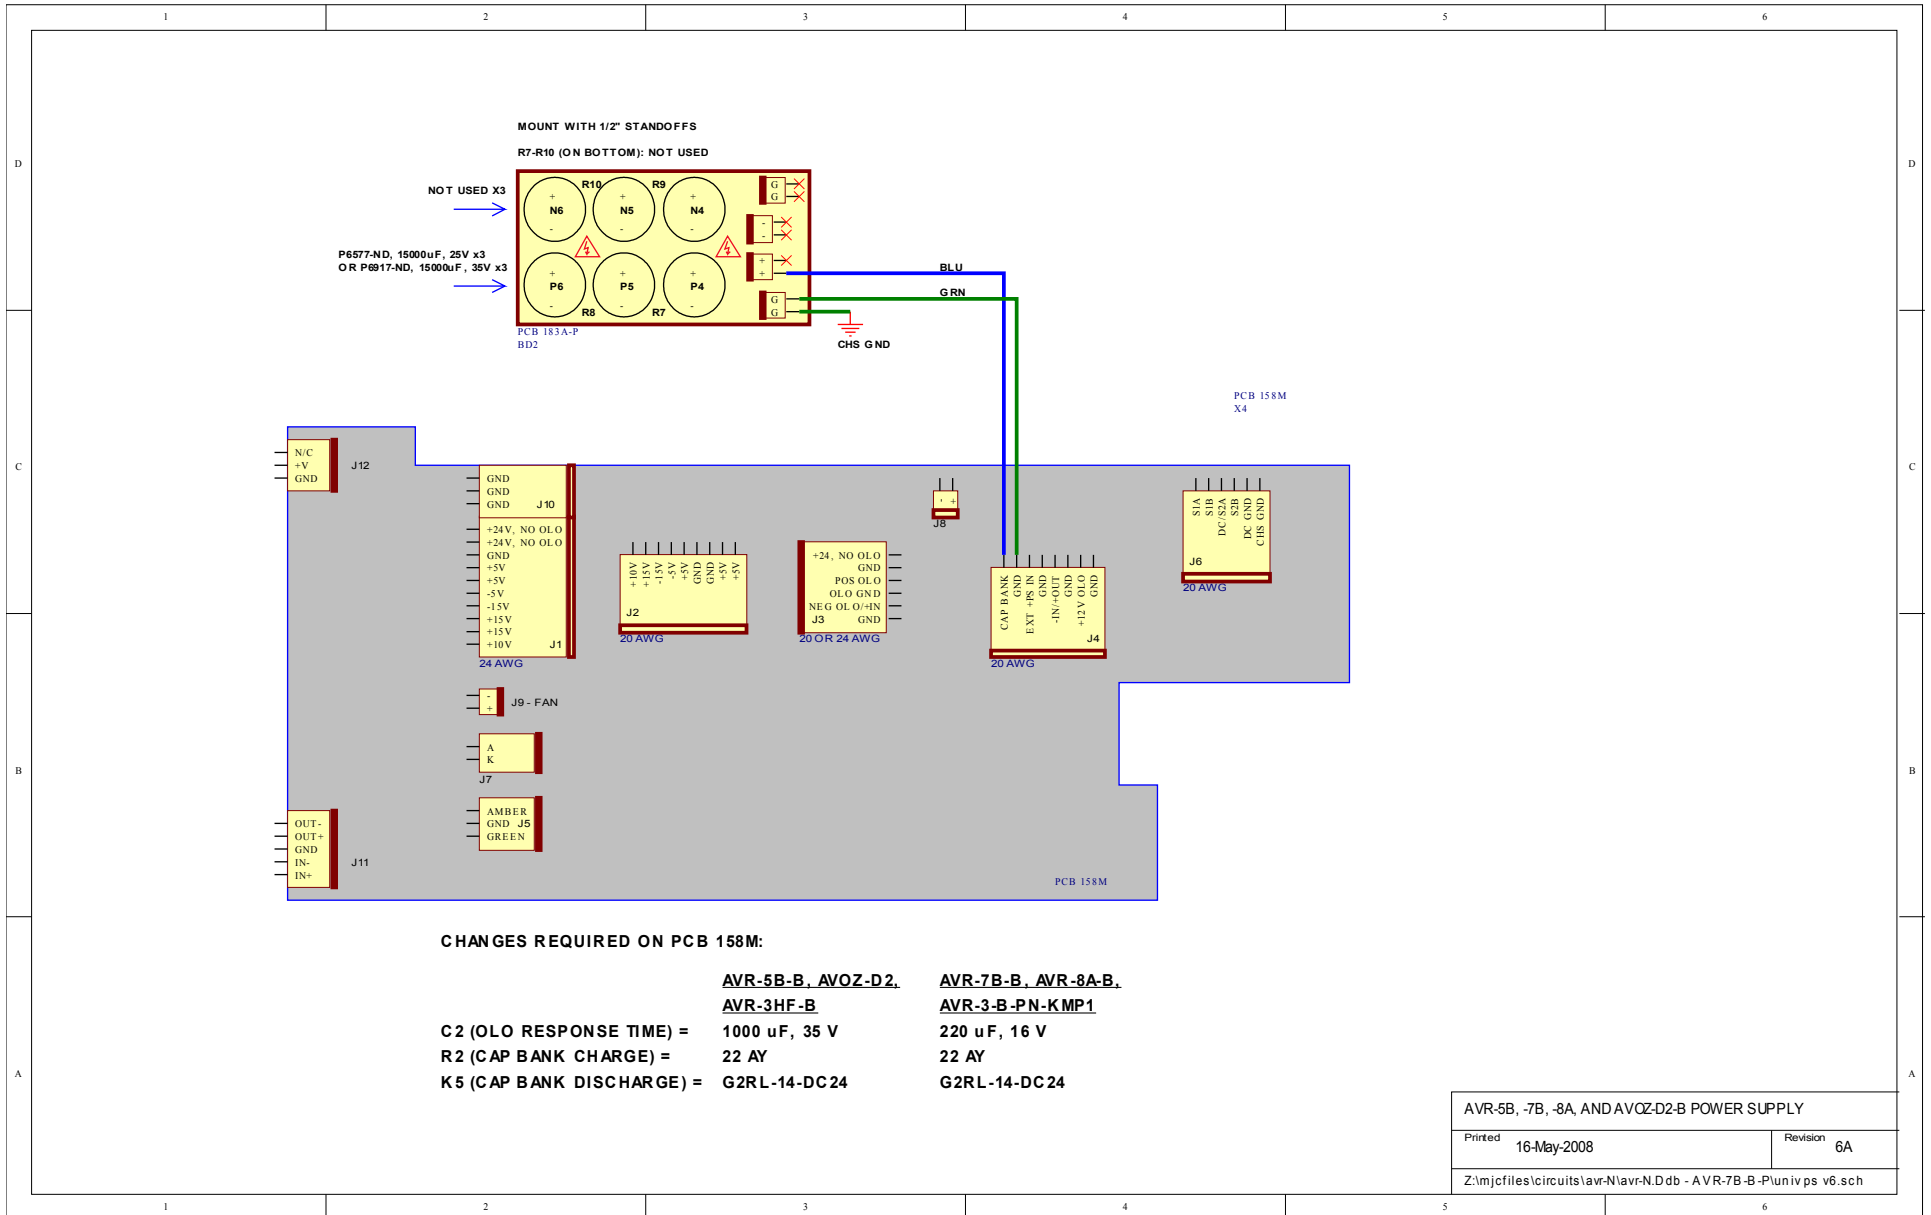 1 2 3 4 5 6
D D
C C
B B
A A
MOUNT WITH 1/2" STANDOFFS
R7-R10 (ON BOTTOM): NOT USED
NOT USED X3
P6577-ND, 15000uF, 25V x3
OR P6917-ND, 15000uF, 35V x3
R10 R9
+ + +
N6 N5 N4
- - -
+ + +
P6 P5 P4
- - -
R8 R7
G
G
-
-
+
+
G
G
PCB 183A-P
BD2
BLU
GRN
CHS GND
PCB 158M
X4
N/C
+V
GND
J12
GND
GND
GND
J10
+24V, NO OLO
+24V, NO OLO
GND
+5V
+5V
-5V
-15V
+15V
+15V
+10V
J1
24 AWG
+10V
+15V
-15V
-5V
+5V
GND
GND
+5V
+5V
J2
20 AWG
+24, NO OLO
GND
POS OLO
OLO GND
NEG OLO/+IN
GND
J3
20 OR 24 AWG
- +
J8
CAP BANK
GND
EXT +PS IN
GND
-IN/+OUT
GND
+12V OLO
GND
J4
20 AWG
S1A
S1B
DC/S2A
S2B
DC GND
CHS GND
J6
20 AWG
-
+
J9 - FAN
A
K
J7
AMBER
GND
GREEN
J5
OUT-
OUT+
GND
IN-
IN+
J11
PCB 158M
CHANGES REQUIRED ON PCB 158M:
AVR-5B-B, AVOZ-D2, AVR-7B-B, AVR-8A-B,
AVR-3HF-B AVR-3-B-PN-KMP1
C2 (OLO RESPONSE TIME) = 1000 uF, 35 V 220 uF, 16 V
R2 (CAP BANK CHARGE) = 22 AY 22 AY
K5 (CAP BANK DISCHARGE) = G2RL-14-DC24 G2RL-14-DC24
AVR-5B, -7B, -8A, AND AVOZ-D2-B POWER SUPPLY
Printed 16-May-2008 Revision 6A
Z:\mjcfiles\circuits\avr-N\avr-N.Ddb - AVR-7B-B-P\univ ps v6.sch
1 2 3 4 5 6